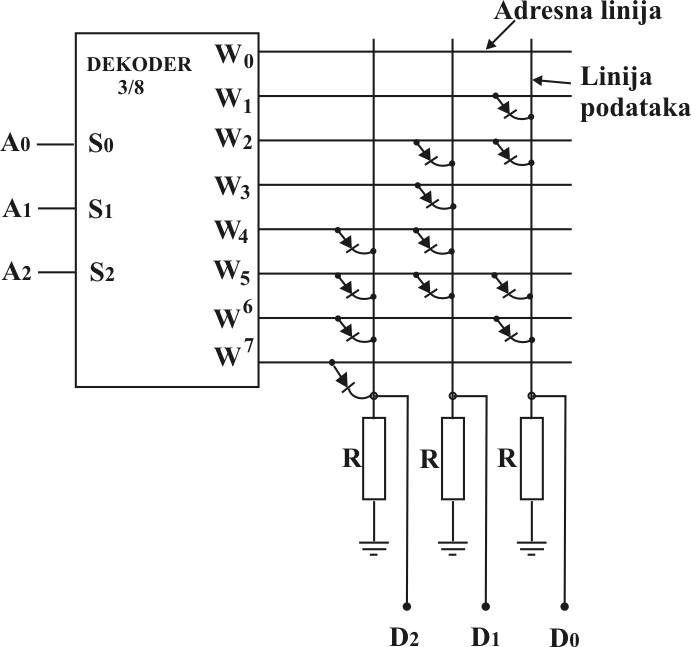 Adresna linija
DEKODER
3/8
W0
Linija
podataka
W1
A0
S0
W2
W3
A1
S1
W4
A2
S2
W5
W6
W7
R
R
R
D2
D1
D0